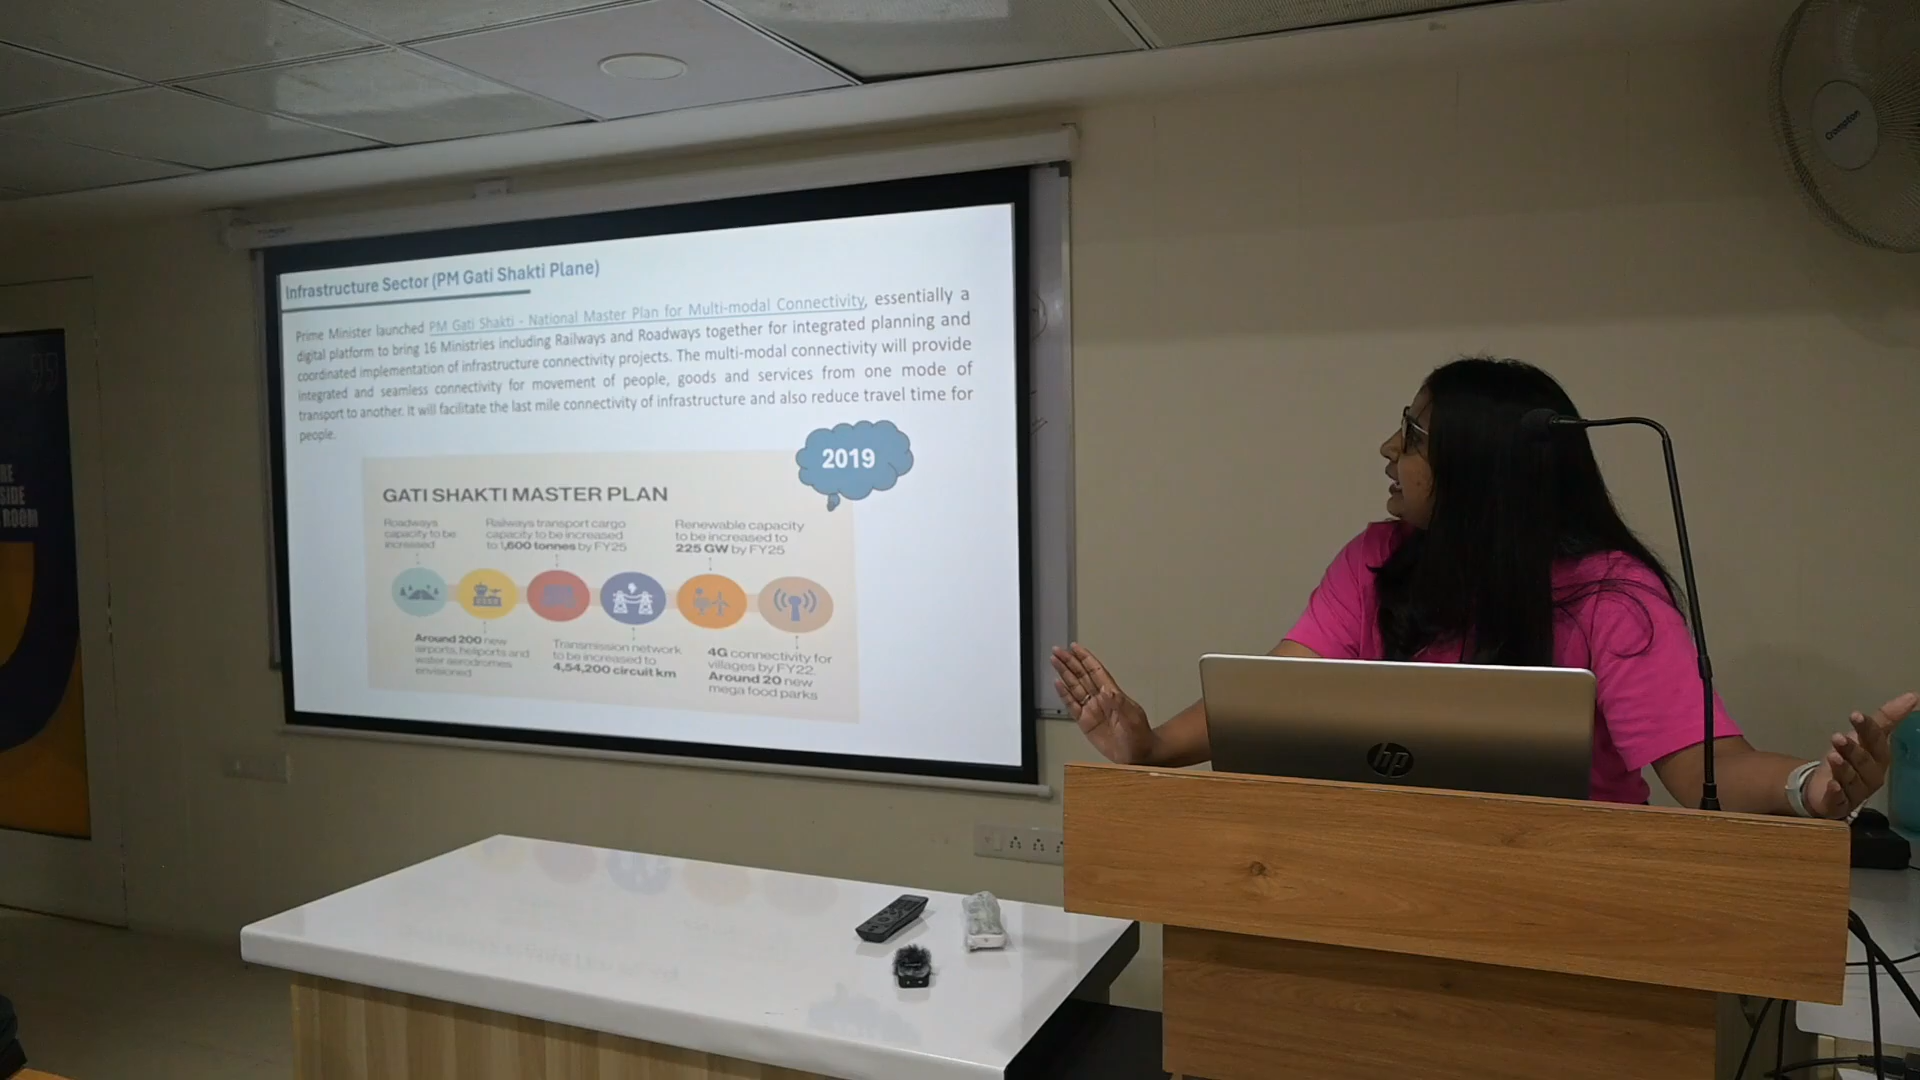 Infrastructure Sector (PM Gati Shakti Plane)
Prime Minister launched PM Gati Shakti - National Master Plan for Multi-modal Connectivity, essentially a
digital platform to bring 16 Ministries including Railways and Roadways together for integrated planning and
coordinated implementation of infrastructure connectivity projects. The multi-modal connectivity will provide
integrated and seamless connectivity for movement of people, goods and services from one mode of
transport to another. It will facilitate the last mile connectivity of infrastructure and also reduce travel time for
people.
2019
GATI SHAKTI MASTER PLAN
Roadways
capacity to be
increased
Railways transport cargo
capacity to be increased
to 1,600 tonnes by FY25
Renewable capacity
to be increased to
225 GW by FY25
Around 200 new
airports, heliports and
water aerodromes
envisioned
Transmission network
to be increased to
4,54,200 circuit km
4G connectivity for
villages by FY22
Around 20 new
mega food parks
Crompton
hp
SIDE
ROOM